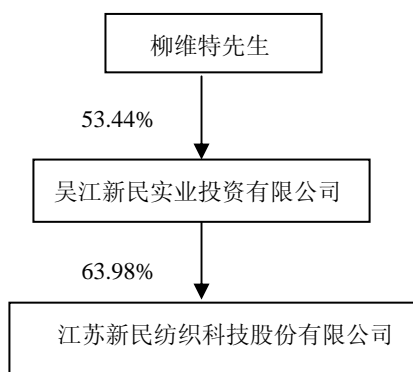 柳维特先生
53.44%
吴江新民实业投资有限公司
63.98%
江苏新民纺织科技股份有限公司